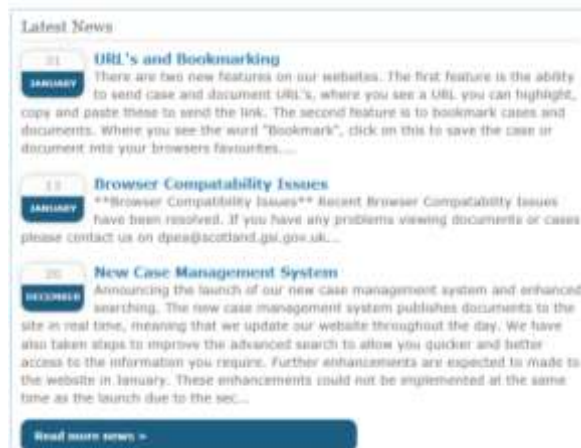 Latest News
31
JANUARY
URL's and Bookmarking
There are two new features on our websites. The first feature is the ability
to send case and document URL's, where you see a URL you can highlight,
copy and paste these to send the link. The second feature is to bookmark cases and
documents. Where you see the word "Bookmark", click on this to save the case or
document into your browsers favourites....
JANUARY
Browser Compatability Issues
**Browser Compatibility Issues** Recent Browser Compatability Issues
have been resolved. If you have any problems viewing documents or cases
please contact us on dpea@scotland.gsi.gov.uk...
DECEMBER
New Case Management System
Announcing the launch of our new case management system and enhanced
searching. The new case management system publishes documents to the
site in real time, meaning that we update our website throughout the day. We have
also taken steps to improve the advanced search to allow you quicker and better
access to the information you require. Further enhancements are expected to made to
the website in January. These enhancements could not be implemented at the same
time as the launch due to the sec...
Read more news »